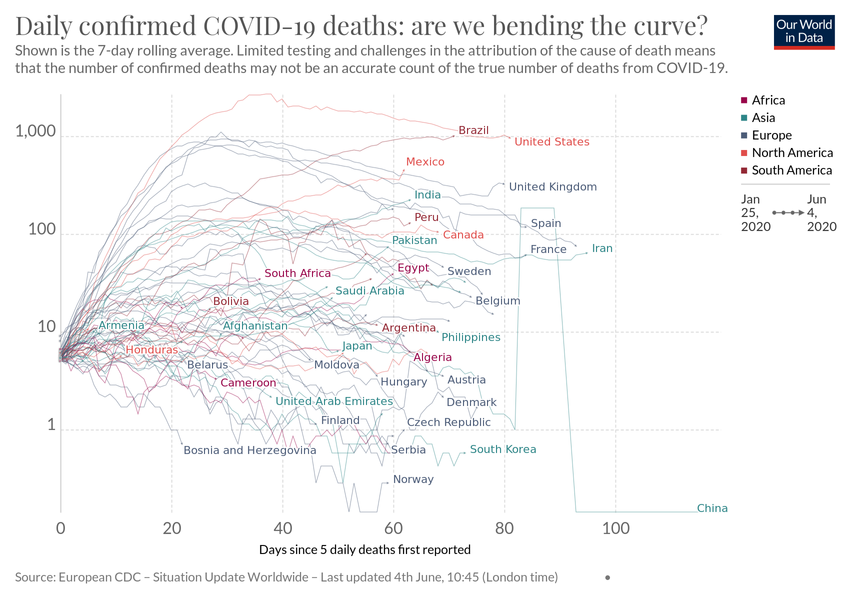 Daily confirmed COVID-19 deaths: are we bending the curve?
Shown is the 7-day rolling average. Limited testing and challenges in the attribution of the cause of death means
that the number of confirmed deaths may not be an accurate count of the true number of deaths from COVID-19.
Our World
in Data
Africa
Asia
Europe
North America
South America
Jan
25,
2020
Jun
4,
2020
1,000
100
10
1
Brazil
United States
Mexico
United Kingdom
India
Peru
Spain
Canada
Pakistan
France
Iran
South Africa
Egypt
Sweden
Saudi Arabia
Belgium
Bolivia
Armenia
Afghanistan
Argentina
Philippines
Japan
Honduras
Algeria
Belarus
Moldova
Cameroon
Hungary
Austria
United Arab Emirates
Denmark
Finland
Czech Republic
Bosnia and Herzegovina
Serbia
South Korea
Norway
China
0
20
40
60
80
100
Days since 5 daily deaths first reported
Source: European CDC – Situation Update Worldwide – Last updated 4th June, 10:45 (London time)